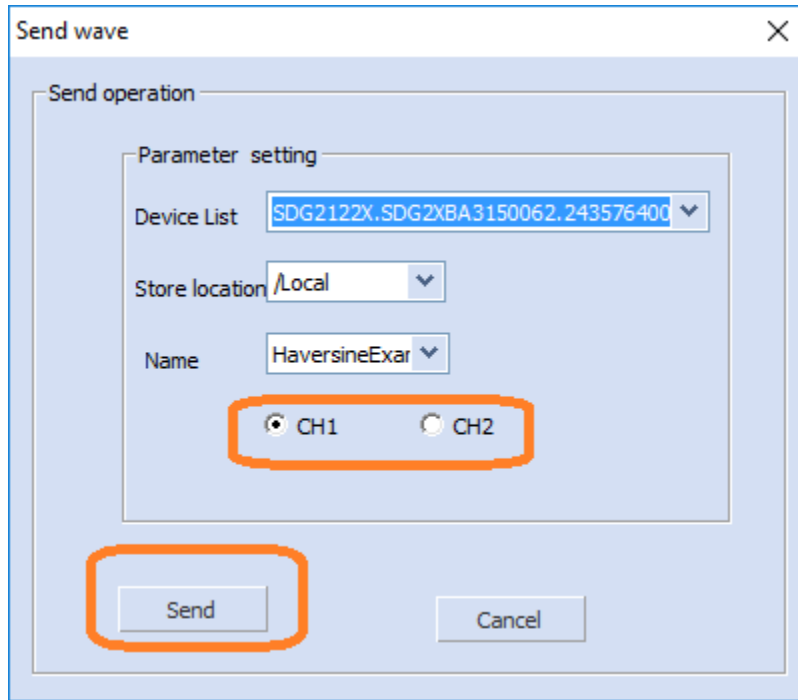 Send wave
Send operation
Parameter setting
Device List SDG2122X.SDG2XBA3150062.243576400
Store location /Local
Name HaversineExar
CH1 CH2
Send Cancel